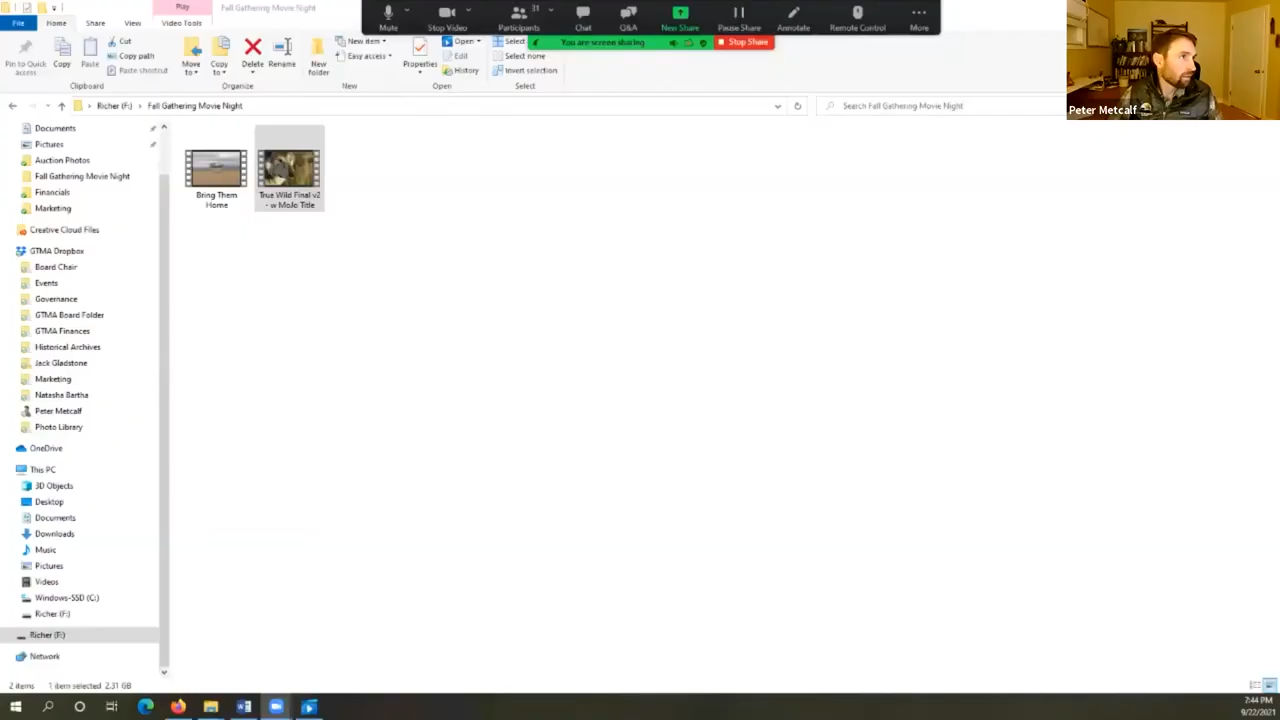 Play
Fall Gathering Movie Night
File
Home
Share
View
Video Tools
Mute
Stop Video
31
Participants
Chat
Q&A
New Share
Pause Share
Annotate
Remote Control
More
You are screen sharing
Stop Share
Pin to Quick
access
Copy
Paste
Cut
Copy path
Paste shortcut
Clipboard
Move
to
Copy
to
Delete
Rename
Organize
New
folder
New item
Easy access
New
Properties
Open
Edit
History
Open
Select
Select none
Invert selection
Select
Richer (F:)
Fall Gathering Movie Night
Search Fall Gathering Movie Night
Peter Metcalf
Documents
Pictures
Auction Photos
Fall Gathering Movie Night
Financials
Marketing
Creative Cloud Files
GTMA Dropbox
Board Chair
Events
Governance
GTMA Board Folder
GTMA Finances
Historical Archives
Jack Gladstone
Marketing
Natasha Bartha
Peter Metcalf
Photo Library
OneDrive
This PC
3D Objects
Desktop
Documents
Downloads
Music
Pictures
Videos
Windows-SSD (C:)
Richer (F:)
Richer (F:)
Network
Bring Them
Home
True Wild Final v2
- w MoJo Title
2 items
1 item selected 2.31 GB
7:44 PM
9/22/2021